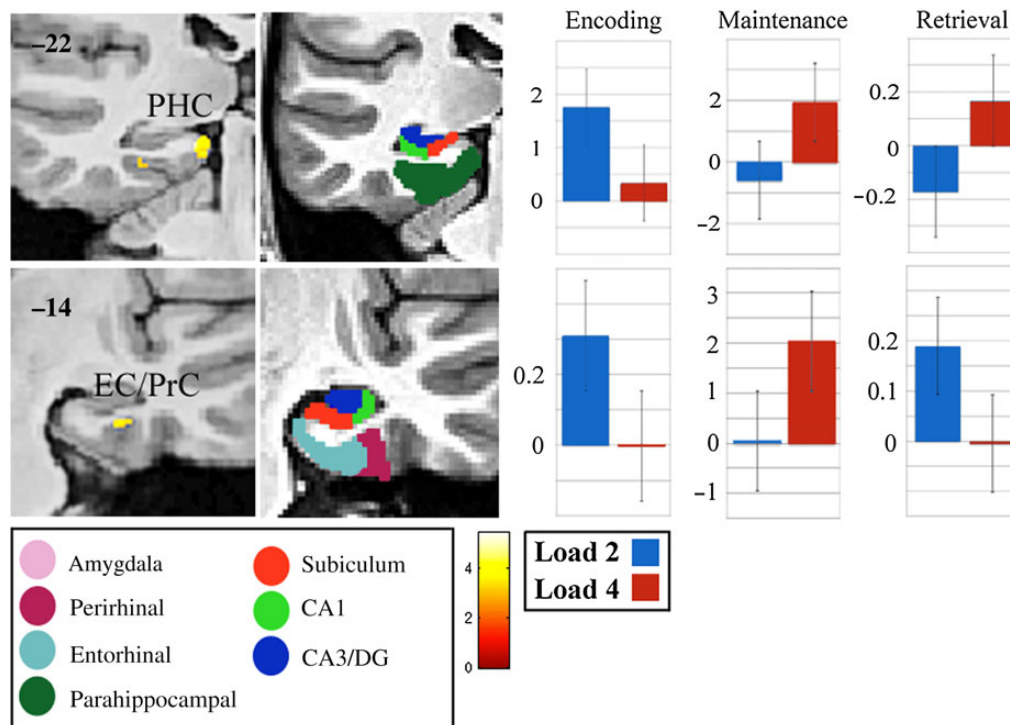 Encoding Maintenance Retrieval
−22
PHC
2
1
0
2
0
−2
0.2
0
−0.2
−14
EC/PrC
0.2
0
3
2
1
0
−1
0.2
0.1
0
Amygdala
Perirhinal
Entorhinal
Parahippocampal
Subiculum
CA1
CA3/DG
4
2
0
Load 2
Load 4